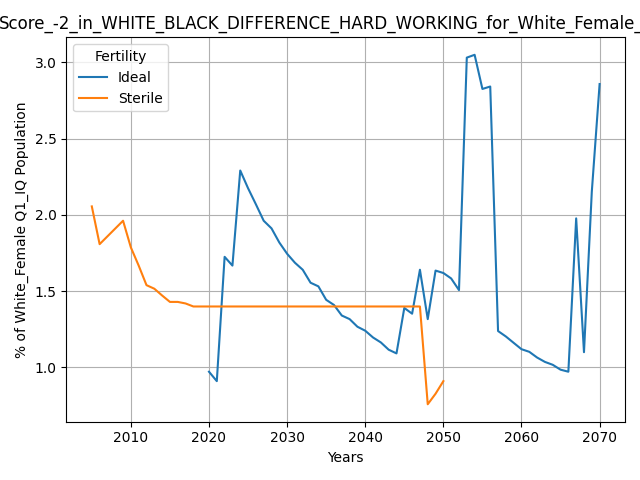 Score_-2_in_WHITE_BLACK_DIFFERENCE_HARD_WORKING_for_White_Female_
Fertility
Ideal
Sterile
3.0
2.5
2.0
1.5
1.0
% of White_Female Q1_IQ Population
2010 2020 2030 2040 2050 2060 2070
Years